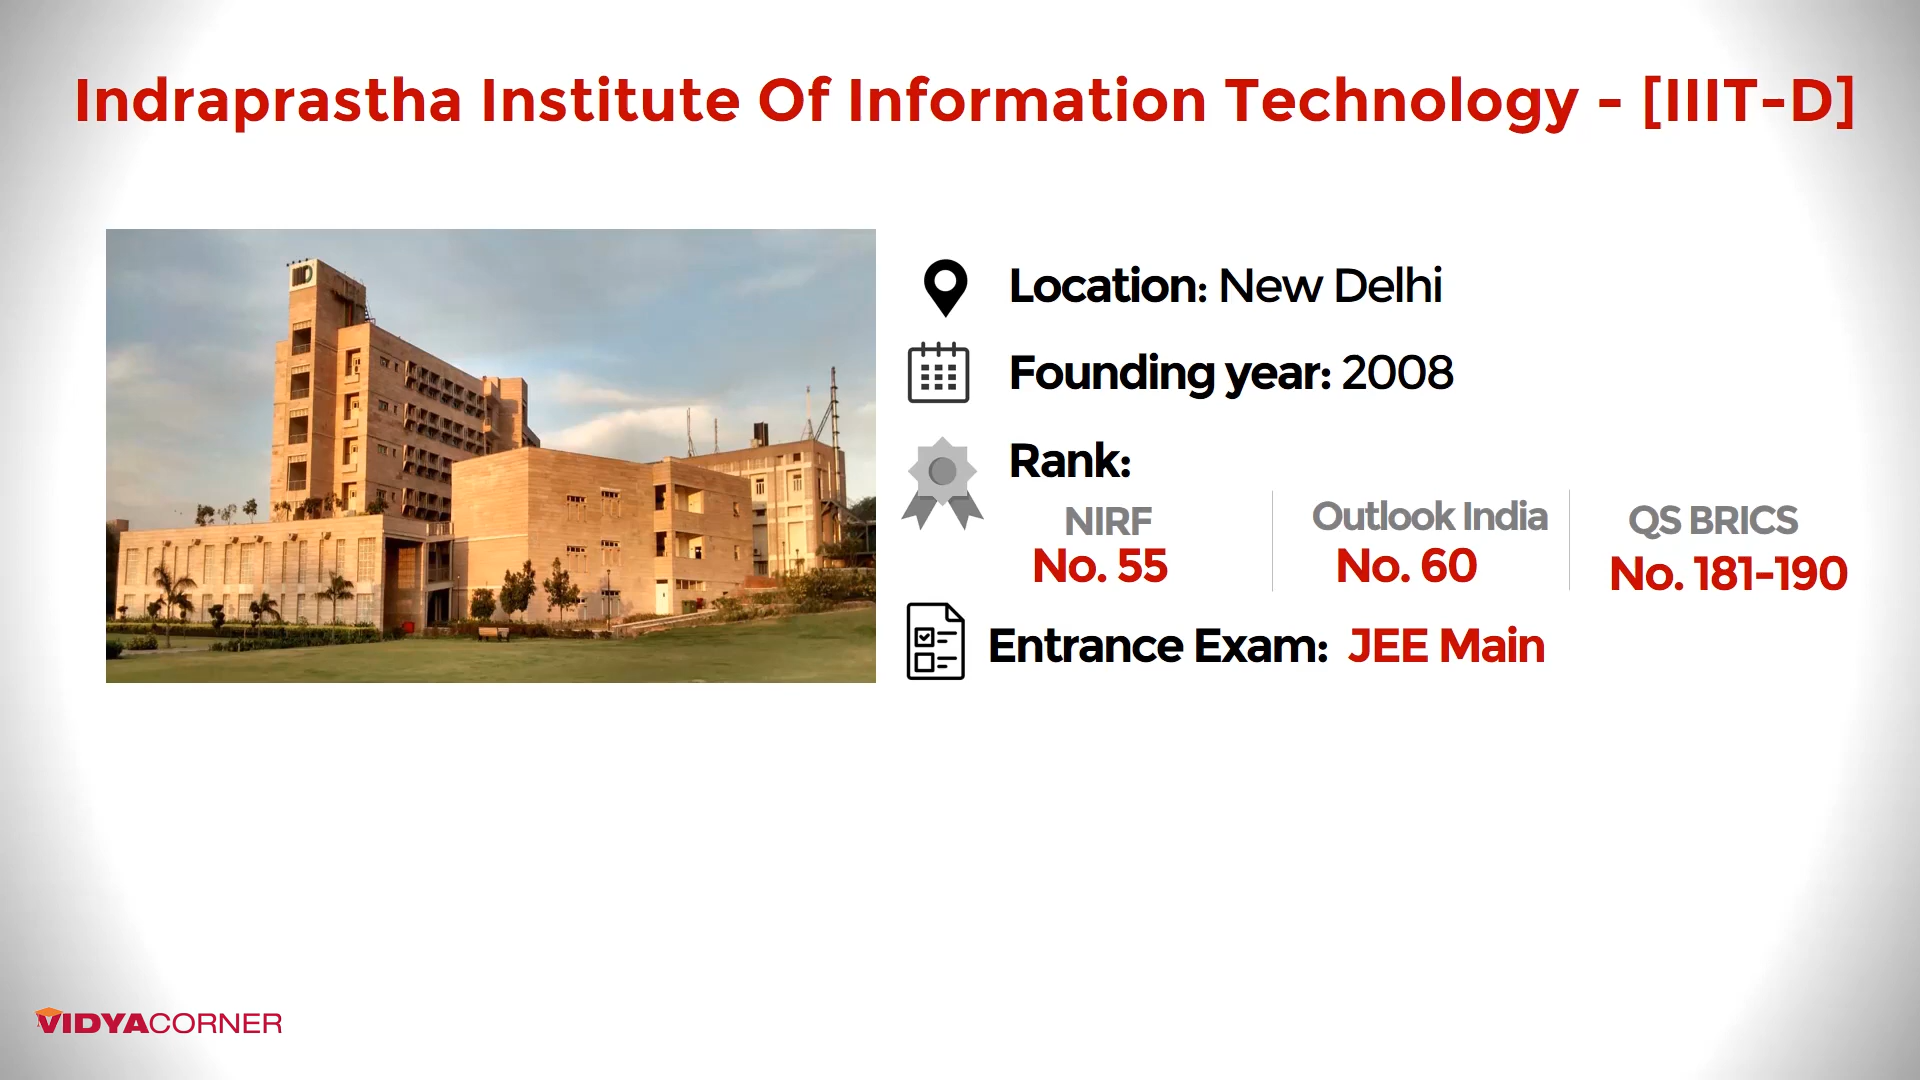 Indraprastha Institute Of Information Technology - [IIIT-D]
IIID
Location: New Delhi
Founding year: 2008
Rank:
NIRF
No. 55
Outlook India
No. 60
QS BRICS
No. 181-190
Entrance Exam: JEE Main
VIDYACORNER